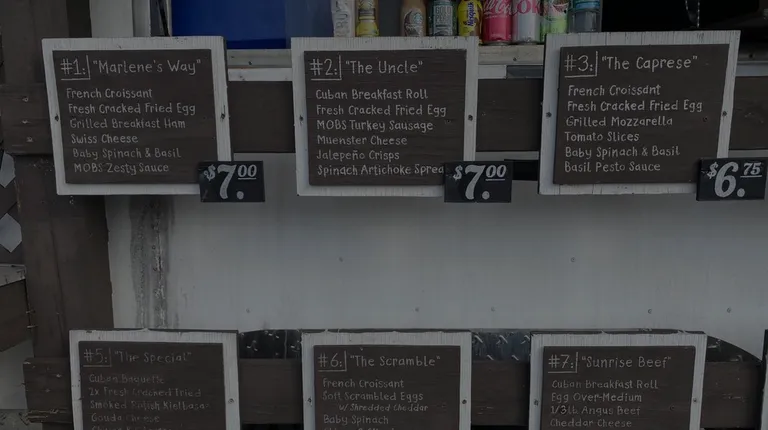 #1: "Marlene's Way"
French Croissant
Fresh Cracked Fried Egg
Grilled Breakfast Ham
Swiss Cheese
Baby Spinach & Basil
MOBS Zesty Sauce
$7.00
#2: "The Uncle"
Cuban Breakfast Roll
Fresh Cracked Fried Egg
MOBS Turkey Sausage
Muenster Cheese
Jalepeño Crisps
Spinach Artichoke Sprea
$7.00
#3: "The Caprese"
French Croissant
Fresh Cracked Fried Egg
Grilled Mozzarella
Tomato Slices
Baby Spinach & Basil
Basil Pesto Sauce
$6.75
#5: "The Special"
Cuban Baguette
2x Fresh Cracked Fried
Smoked Polish Kielbasa
Gouda Cheese
#6: "The Scramble"
French Croissant
Soft Scrambled Eggs
w/ Shredded Cheddar
Baby Spinach
#7: "Sunrise Beef"
Cuban Breakfast Roll
Egg Over-Medium
1/3lb Angus Beef
Cheddar Cheese